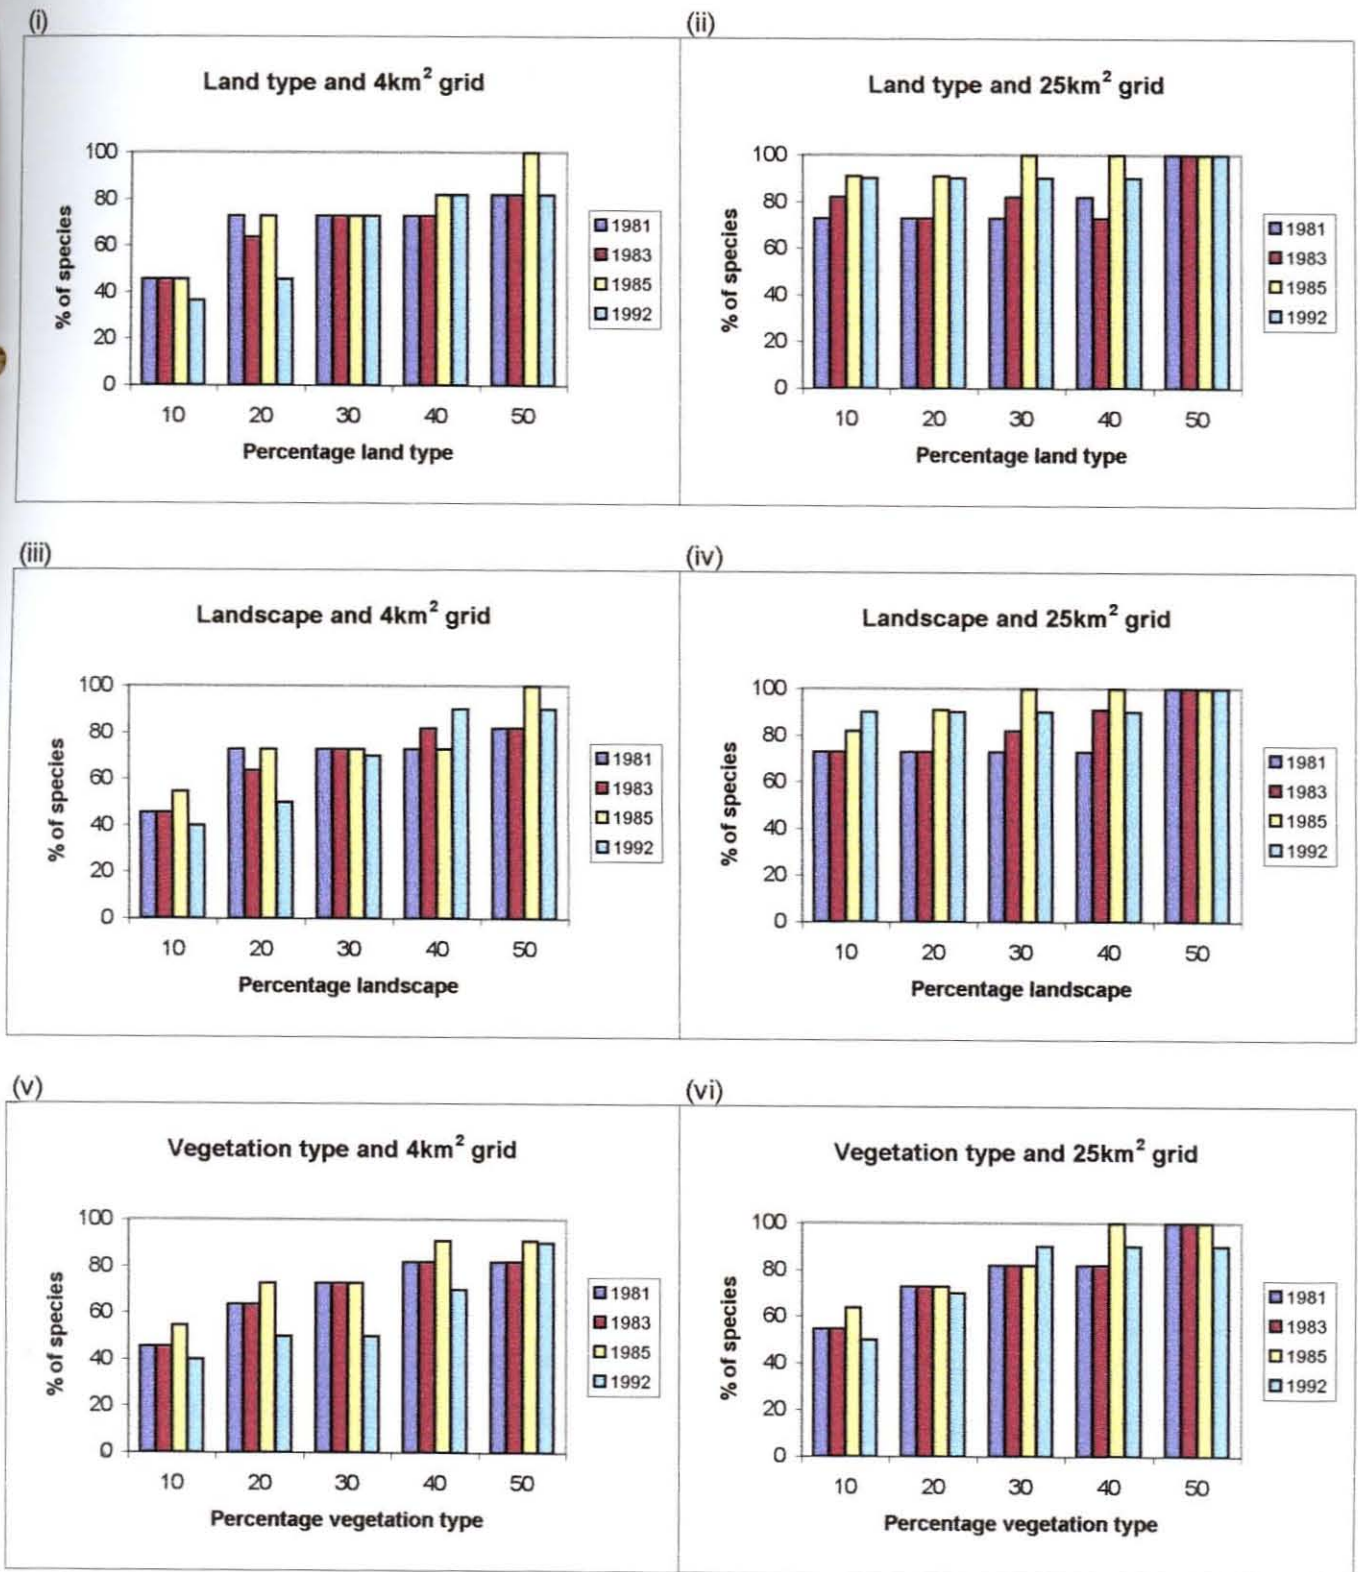 (i)
Land type and 4km² grid
% of species
100
80
60
40
20
0
10 20 30 40 50
Percentage land type
1981
1983
1985
1992
(ii)
Land type and 25km² grid
% of species
100
80
60
40
20
0
10 20 30 40 50
Percentage land type
1981
1983
1985
1992
(iii)
Landscape and 4km² grid
% of species
100
80
60
40
20
0
10 20 30 40 50
Percentage landscape
1981
1983
1985
1992
(iv)
Landscape and 25km² grid
% of species
100
80
60
40
20
0
10 20 30 40 50
Percentage landscape
1981
1983
1985
1992
(v)
Vegetation type and 4km² grid
% of species
100
80
60
40
20
0
10 20 30 40 50
Percentage vegetation type
1981
1983
1985
1992
(vi)
Vegetation type and 25km² grid
% of species
100
80
60
40
20
0
10 20 30 40 50
Percentage vegetation type
1981
1983
1985
1992